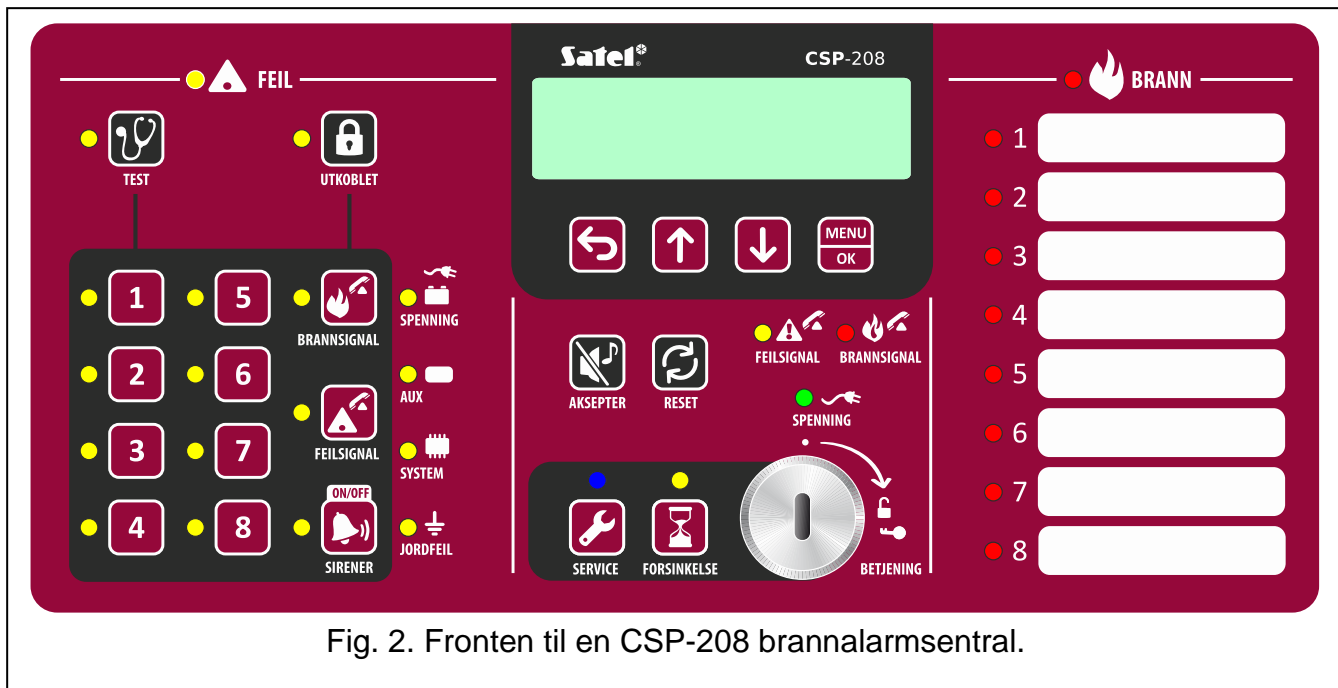 FEIL
TEST
UTKOBLET
1 5
BRANNSIGNAL
2 6
3 7
FEILSIGNAL
ON/OFF
4 8
SIRENER
SPENNING
AUX
SYSTEM
JORDFEIL
Satel®
CSP-208
MENU
OK
AKSEPTER
RESET
FEILSIGNAL
BRANNSIGNAL
SPENNING
SERVICE
FORSINKELSE
BETJENING
BRANN
1
2
3
4
5
6
7
8
Fig. 2. Fronten til en CSP-208 brannalarmsentral.